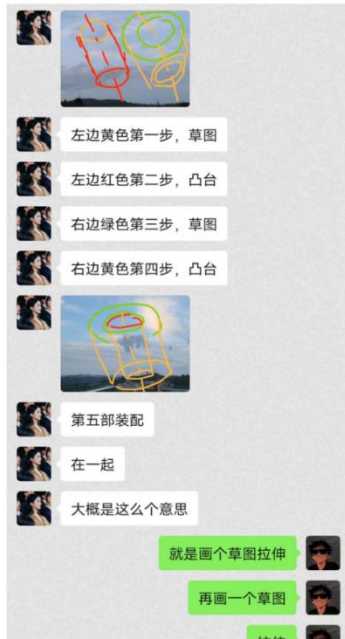 左边黄色第一步，草图
左边红色第二步，凸台
右边绿色第三步，草图
右边黄色第四步，凸台
第五部装配
在一起
大概是这么个意思
就是画个草图拉伸
再画一个草图